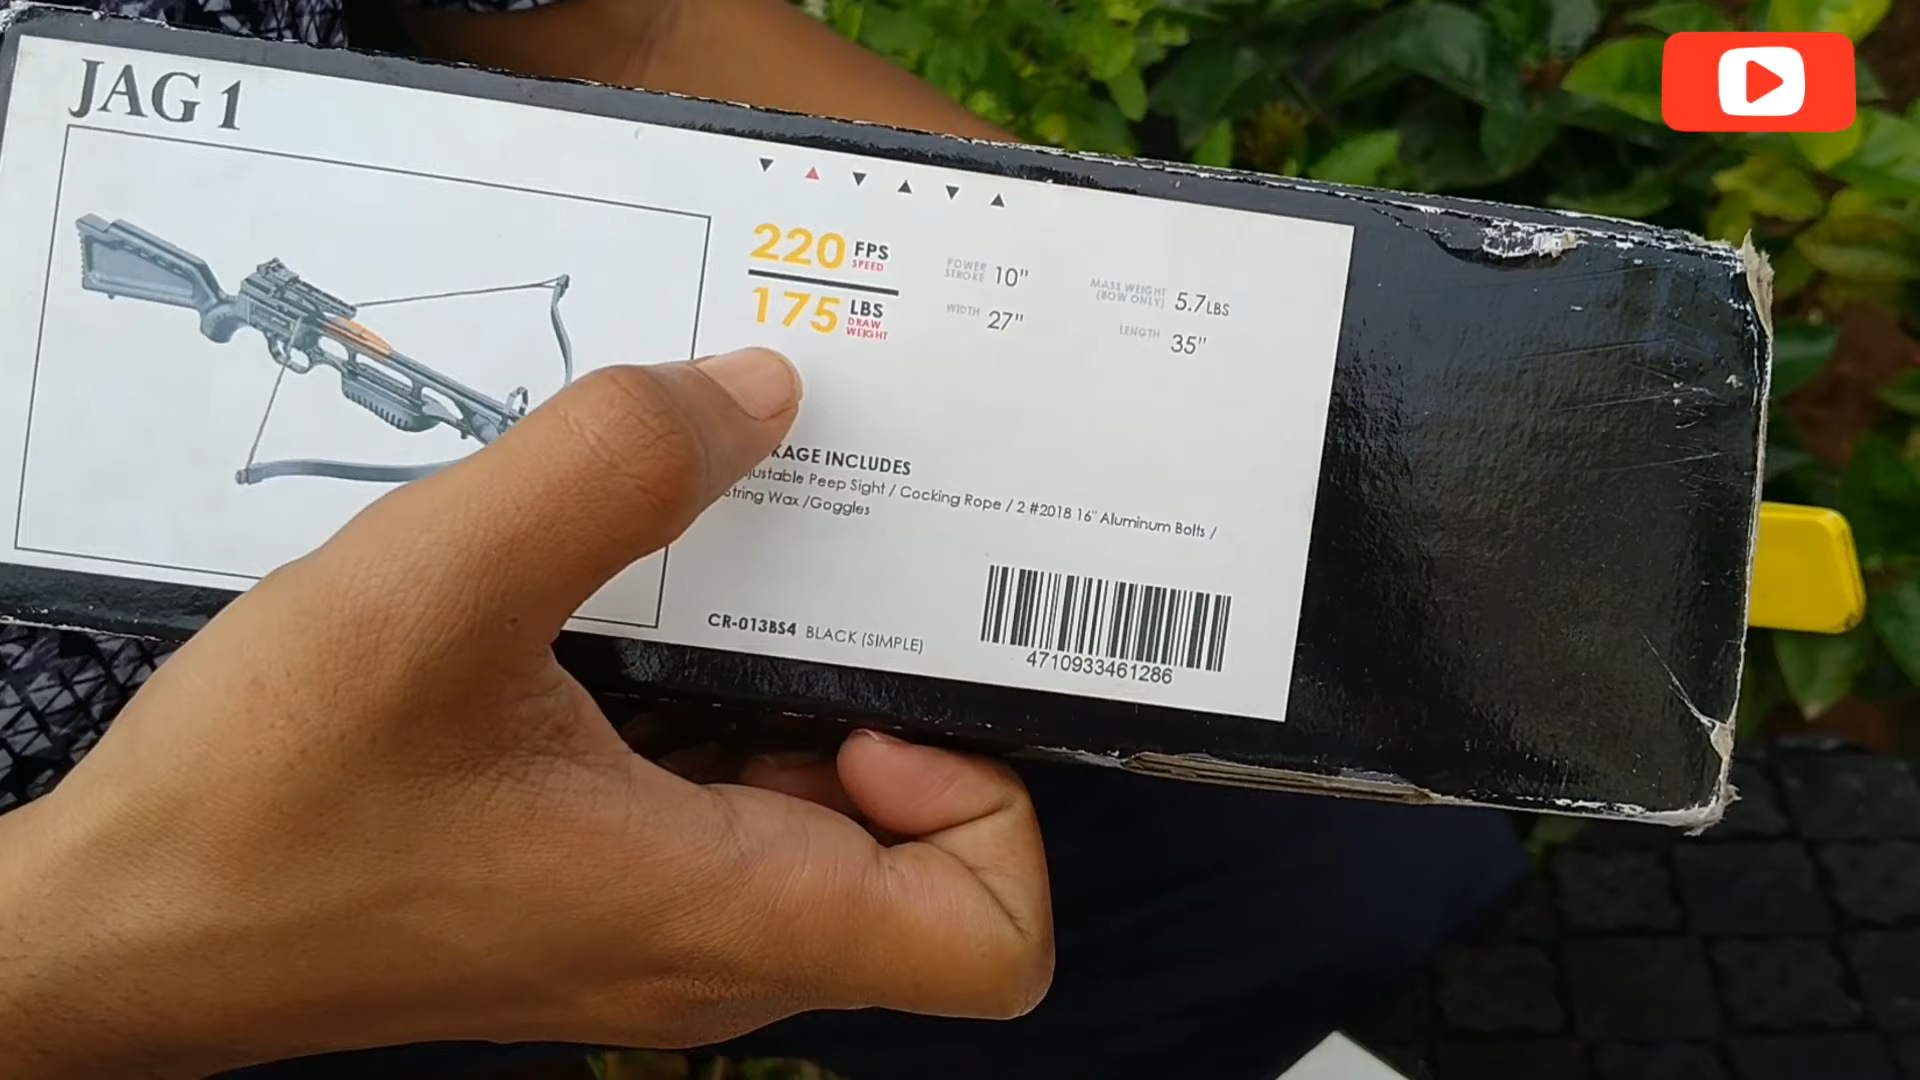 JAG 1
220 FPS
SPEED
175 LBS
DRAW
WEIGHT
POWER
STROKE 10"
WIDTH 27"
MASS WEIGHT
(BOW ONLY) 5.7LBS
LENGTH 35"
KAGE INCLUDES
justable Peep Sight / Cocking Rope / 2 #2018 16" Aluminum Bolts /
String Wax /Goggles
CR-013BS4 BLACK (SIMPLE)
4710933461286